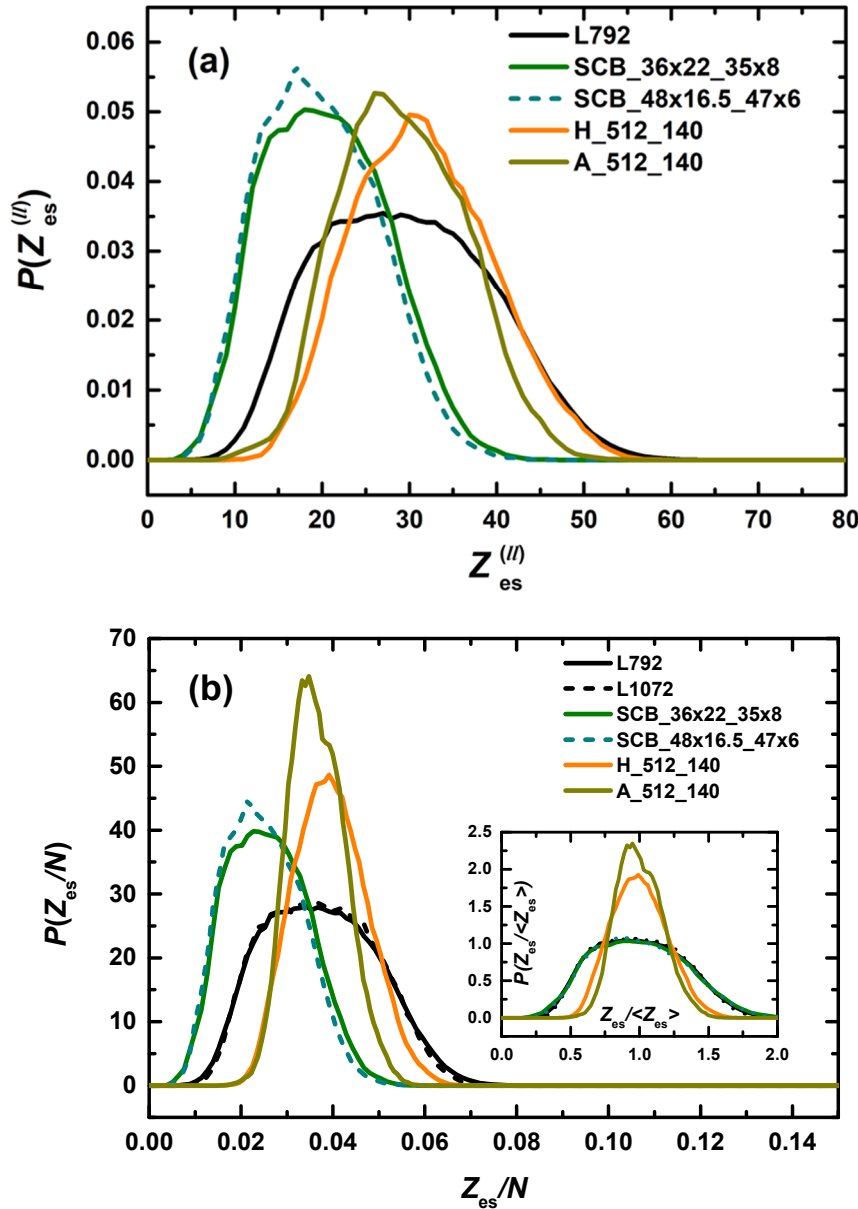 (a)
L792
SCB_36x22_35x8
SCB_48x16.5_47x6
H_512_140
A_512_140
P(Z_es^(ll))
0.06
0.05
0.04
0.03
0.02
0.01
0.00
0 10 20 30 40 50 60 70 80
Z_es^(ll)
(b)
L792
L1072
SCB_36x22_35x8
SCB_48x16.5_47x6
H_512_140
A_512_140
P(Z_es/N)
70
60
50
40
30
20
10
0
P(Z_es/<Z_es>)
2.5
2.0
1.5
1.0
0.5
0.0
Z_es/<Z_es>
0.0 0.5 1.0 1.5 2.0
0.00 0.02 0.04 0.06 0.08 0.10 0.12 0.14
Z_es/N